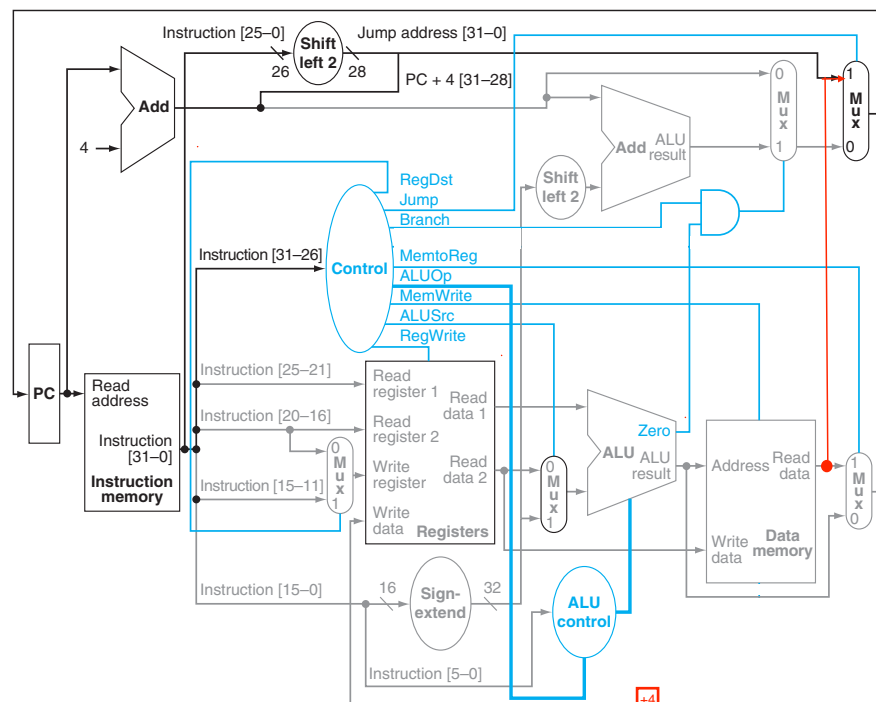 Instruction [25–0]
Shift
left 2
Jump address [31–0]
26
28
PC + 4 [31–28]
Add
4
0
M
u
x
1
1
M
u
x
0
Add
ALU
result
Shift
left 2
RegDst
Jump
Branch
MemtoReg
ALUOp
MemWrite
ALUSrc
RegWrite
Instruction [31–26]
Control
PC
Read
address
Instruction
[31–0]
Instruction
memory
Instruction [25–21]
Instruction [20–16]
Instruction [15–11]
0
M
u
x
1
Read
register 1
Read
register 2
Write
register
Write
data
Read
data 1
Read
data 2
Registers
0
M
u
x
1
Zero
ALU
ALU
result
Address
Read
data
Write
data
Data
memory
1
M
u
x
0
Instruction [15–0]
16
Sign-
extend
32
ALU
control
Instruction [5–0]
+4